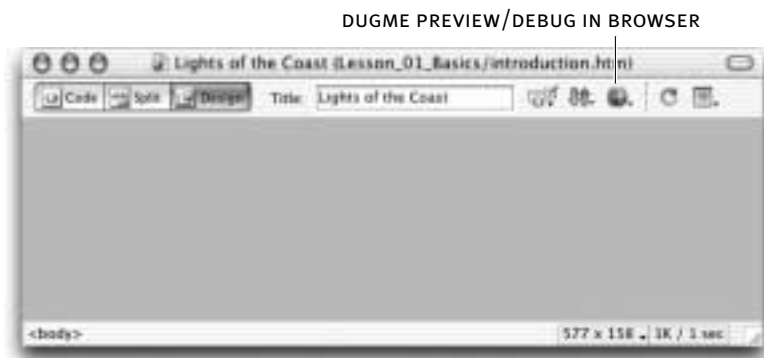 DUGME PREVIEW/DEBUG IN BROWSER
Lights of the Coast (Lesson_01_Basics/introduction.htm)
Code Split Design Title: Lights of the Coast
<body> 577 x 158 1K / 1 sec